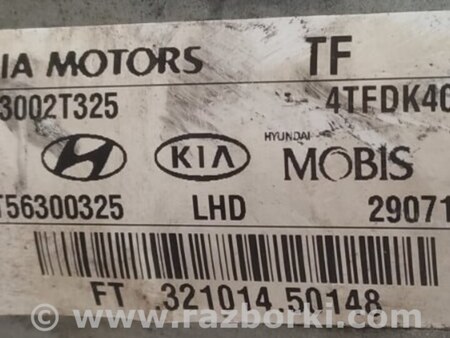 IA MOTORS TF
3002T325 4TFDK40
HYUNDAI
KIA MOBIS
T56300325 LHD 29071
FT 321014.50148
www.razborki.com